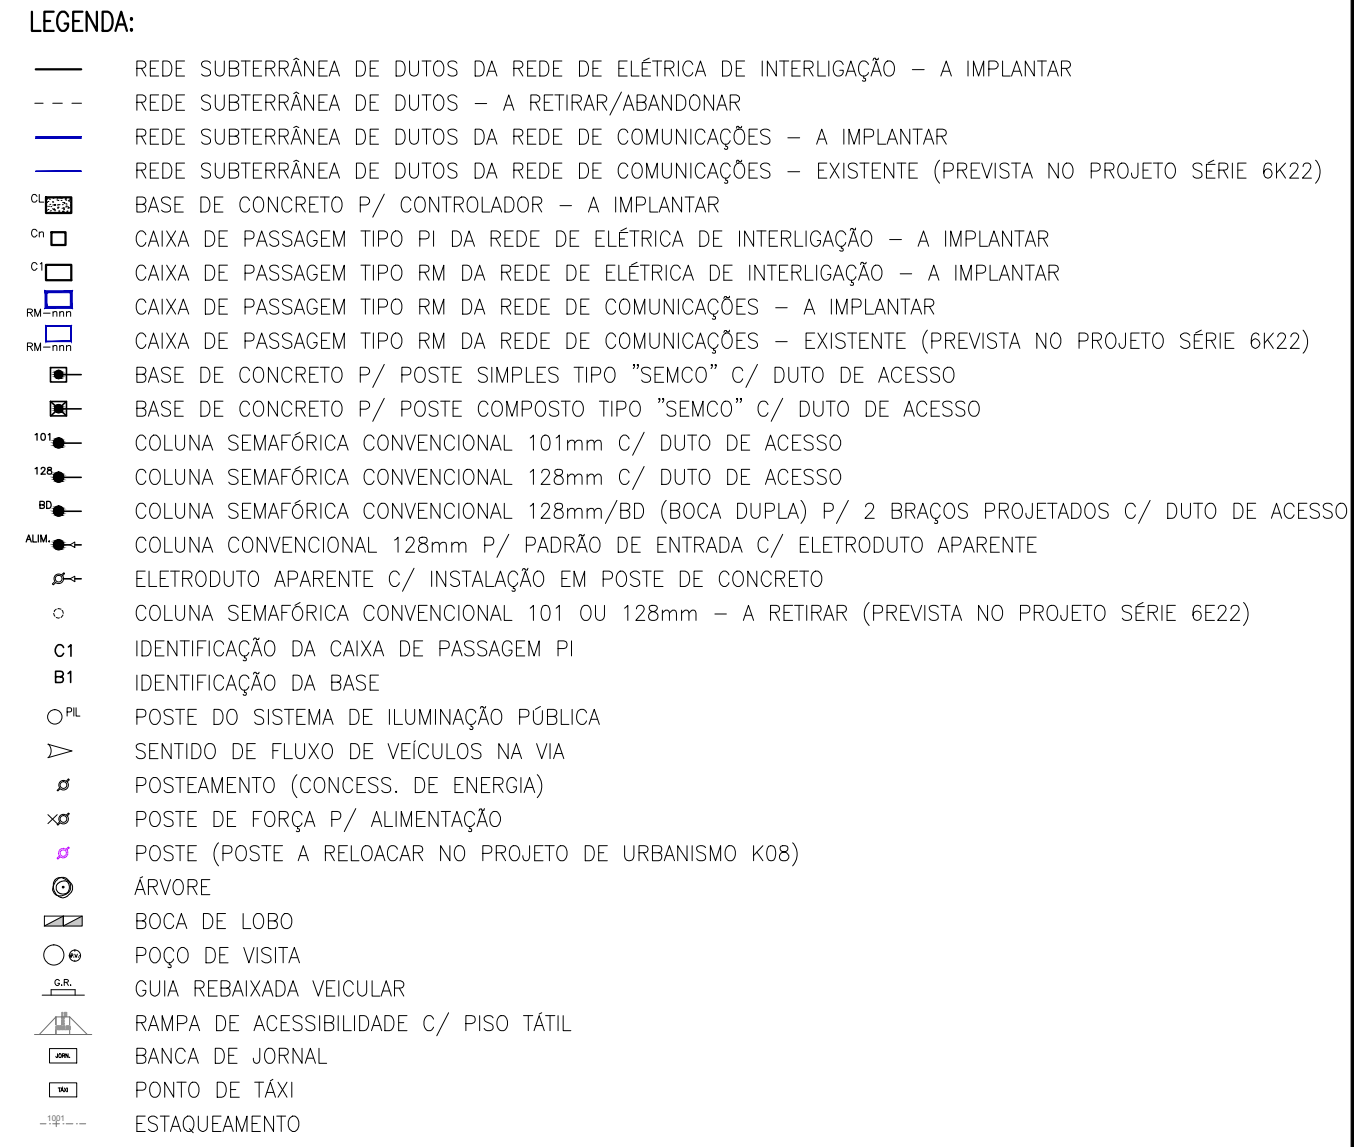 LEGENDA:
REDE SUBTERRÂNEA DE DUTOS DA REDE DE ELÉTRICA DE INTERLIGAÇÃO – A IMPLANTAR
REDE SUBTERRÂNEA DE DUTOS – A RETIRAR/ABANDONAR
REDE SUBTERRÂNEA DE DUTOS DA REDE DE COMUNICAÇÕES – A IMPLANTAR
REDE SUBTERRÂNEA DE DUTOS DA REDE DE COMUNICAÇÕES – EXISTENTE (PREVISTA NO PROJETO SÉRIE 6K22)
CL BASE DE CONCRETO P/ CONTROLADOR – A IMPLANTAR
Cn CAIXA DE PASSAGEM TIPO PI DA REDE DE ELÉTRICA DE INTERLIGAÇÃO – A IMPLANTAR
C1 CAIXA DE PASSAGEM TIPO RM DA REDE DE ELÉTRICA DE INTERLIGAÇÃO – A IMPLANTAR
RM–nnn CAIXA DE PASSAGEM TIPO RM DA REDE DE COMUNICAÇÕES – A IMPLANTAR
RM–nnn CAIXA DE PASSAGEM TIPO RM DA REDE DE COMUNICAÇÕES – EXISTENTE (PREVISTA NO PROJETO SÉRIE 6K22)
BASE DE CONCRETO P/ POSTE SIMPLES TIPO "SEMCO" C/ DUTO DE ACESSO
BASE DE CONCRETO P/ POSTE COMPOSTO TIPO "SEMCO" C/ DUTO DE ACESSO
101 COLUNA SEMAFÓRICA CONVENCIONAL 101mm C/ DUTO DE ACESSO
128 COLUNA SEMAFÓRICA CONVENCIONAL 128mm C/ DUTO DE ACESSO
BD COLUNA SEMAFÓRICA CONVENCIONAL 128mm/BD (BOCA DUPLA) P/ 2 BRAÇOS PROJETADOS C/ DUTO DE ACESSO
ALIM. COLUNA CONVENCIONAL 128mm P/ PADRÃO DE ENTRADA C/ ELETRODUTO APARENTE
ELETRODUTO APARENTE C/ INSTALAÇÃO EM POSTE DE CONCRETO
COLUNA SEMAFÓRICA CONVENCIONAL 101 OU 128mm – A RETIRAR (PREVISTA NO PROJETO SÉRIE 6E22)
C1 IDENTIFICAÇÃO DA CAIXA DE PASSAGEM PI
B1 IDENTIFICAÇÃO DA BASE
PIL POSTE DO SISTEMA DE ILUMINAÇÃO PÚBLICA
SENTIDO DE FLUXO DE VEÍCULOS NA VIA
POSTEAMENTO (CONCESS. DE ENERGIA)
POSTE DE FORÇA P/ ALIMENTAÇÃO
POSTE (POSTE A RELOACAR NO PROJETO DE URBANISMO K08)
ÁRVORE
BOCA DE LOBO
P.V. POÇO DE VISITA
G.R. GUIA REBAIXADA VEICULAR
RAMPA DE ACESSIBILIDADE C/ PISO TÁTIL
JORN. BANCA DE JORNAL
TÁXI PONTO DE TÁXI
1001 ESTAQUEAMENTO